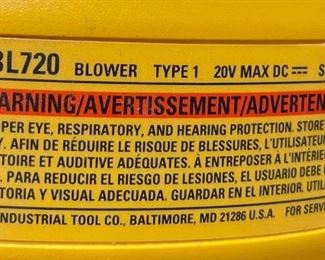 BL720 BLOWER TYPE 1 20V MAX DC S
ARNING/AVERTISSEMENT/ADVERTEN
PER EYE, RESPIRATORY, AND HEARING PROTECTION. STORE
Y. AFIN DE RÉDUIRE LE RISQUE DE BLESSURES, L'UTILISATEUR
TOIRE ET AUDITIVE ADÉQUATES. À ENTREPOSER À L'INTÉRIE
. PARA REDUCIR EL RIESGO DE LESIONES, EL USUARIO DEBE
TORIA Y VISUAL ADECUADA. GUARDAR EN EL INTERIOR. UTIL
INDUSTRIAL TOOL CO., BALTIMORE, MD 21286 U.S.A. FOR SERV